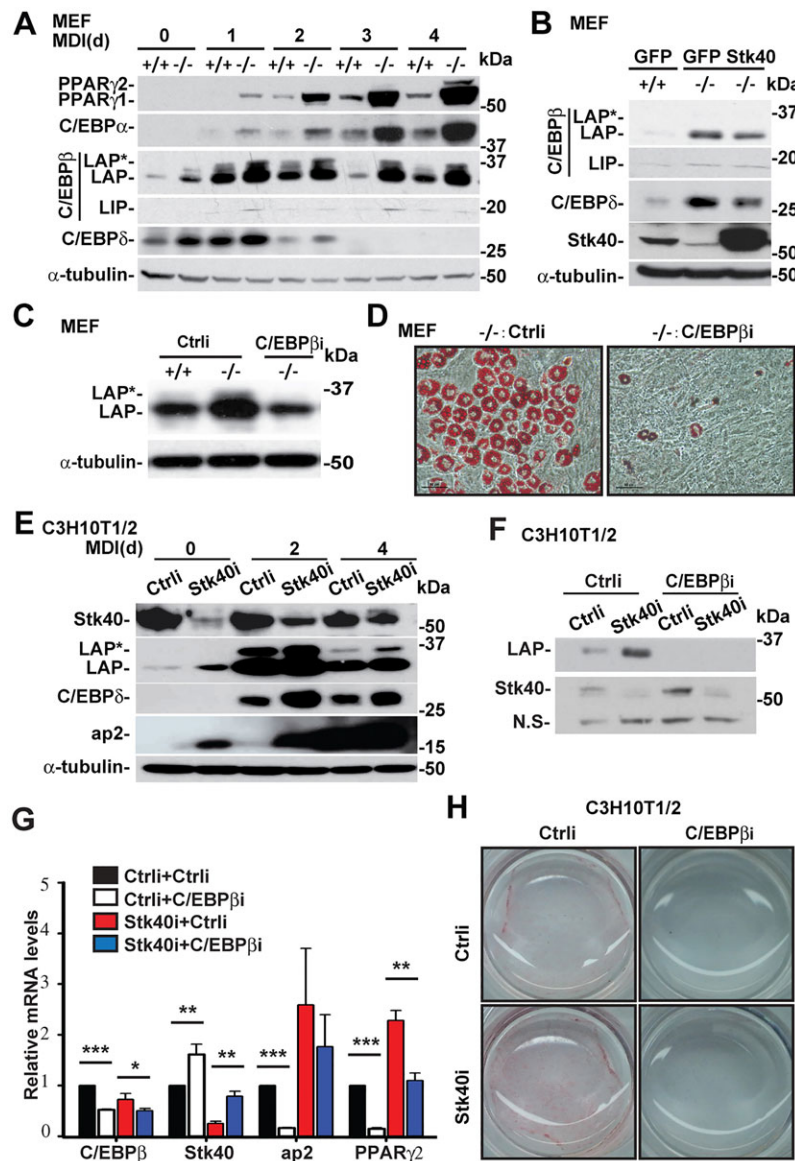 A
MEF
MDI(d) 0 1 2 3 4
+/+ -/- +/+ -/- +/+ -/- +/+ -/- +/+ -/- kDa
PPARγ2-
PPARγ1- -50
C/EBPα -37
C/EBPβ LAP*- -37
LAP-
LIP- -20
C/EBPδ- -25
α-tubulin- -50
B MEF
GFP GFP Stk40
+/+ -/- -/- kDa
C/EBPβ LAP*- -37
LAP-
LIP- -20
C/EBPδ- -25
Stk40-
α-tubulin- -50
C MEF
Ctrli C/EBPβi
+/+ -/- -/- kDa
LAP*- -37
LAP-
α-tubulin- -50
D MEF -/-:Ctrli -/-:C/EBPβi
E C3H10T1/2
MDI(d) 0 2 4
Ctrli Stk40i Ctrli Stk40i Ctrli Stk40i kDa
Stk40- -50
LAP*- -37
LAP-
C/EBPδ- -25
ap2- -15
α-tubulin- -50
F C3H10T1/2
Ctrli C/EBPβi
Ctrli Stk40i Ctrli Stk40i kDa
LAP- -37
Stk40- -50
N.S-
G
Ctrli+Ctrli
Ctrli+C/EBPβi
Stk40i+Ctrli
Stk40i+C/EBPβi
Relative mRNA levels
5
4
3
2
1
0
*** * ** ** *** *** **
C/EBPβ Stk40 ap2 PPARγ2
H C3H10T1/2
Ctrli C/EBPβi
Ctrli
Stk40i